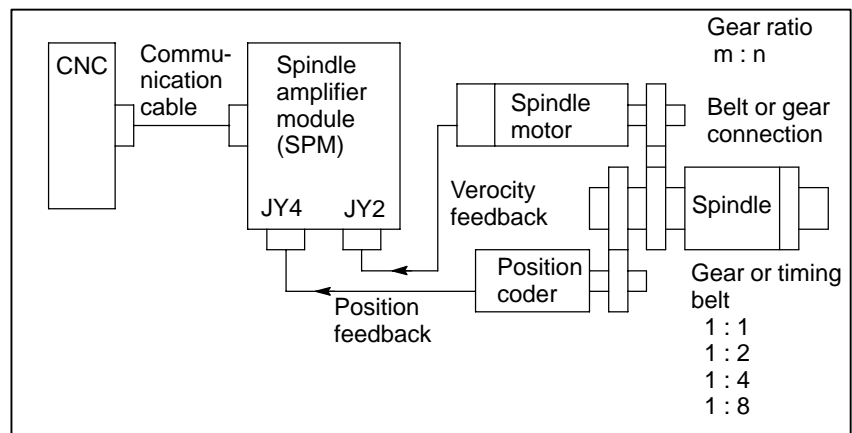 CNC
Commu-
nication
cable
Spindle
amplifier
module
(SPM)
JY4
JY2
Spindle
motor
Verocity
feedback
Position
coder
Position
feedback
Gear ratio
m : n
Belt or gear
connection
Spindle
Gear or timing
belt
1 : 1
1 : 2
1 : 4
1 : 8